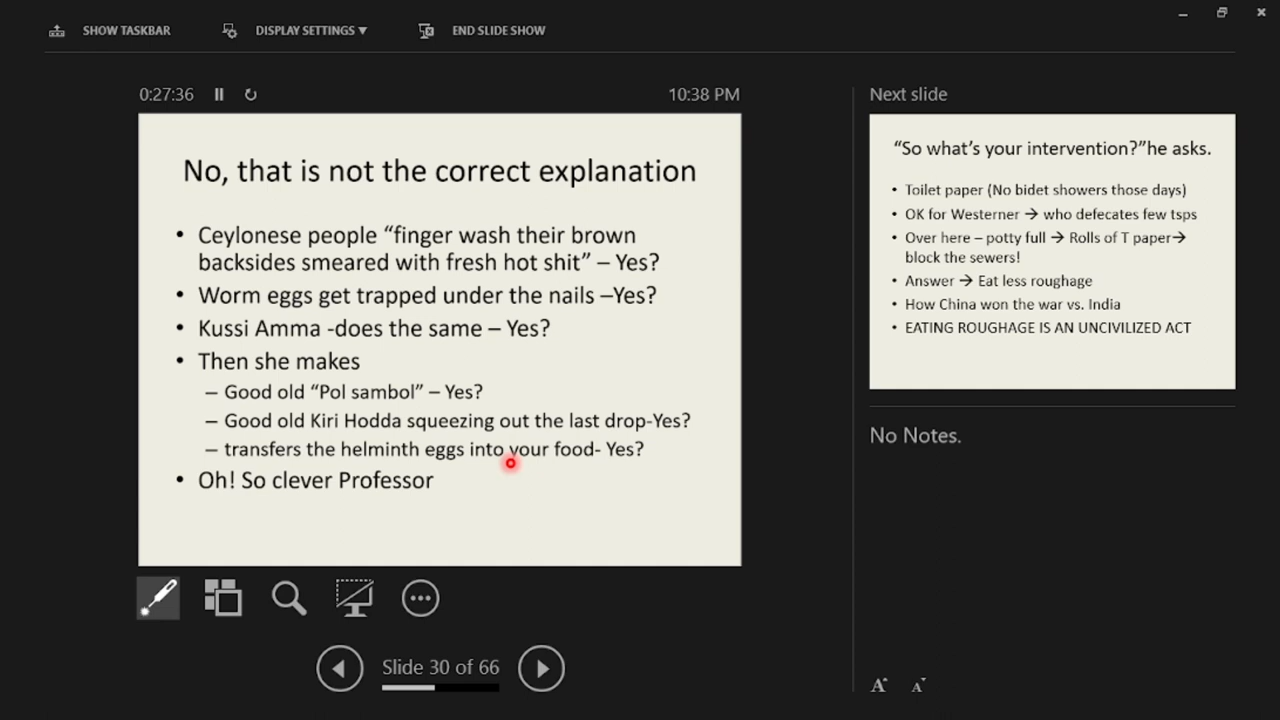 SHOW TASKBAR
DISPLAY SETTINGS ▼
END SLIDE SHOW
0:27:36
10:38 PM
No, that is not the correct explanation
• Ceylonese people “finger wash their brown
backsides smeared with fresh hot shit” – Yes?
• Worm eggs get trapped under the nails –Yes?
• Kussi Amma -does the same – Yes?
• Then she makes
– Good old “Pol sambol” – Yes?
– Good old Kiri Hodda squeezing out the last drop-Yes?
– transfers the helminth eggs into your food- Yes?
• Oh! So clever Professor
Slide 30 of 66
Next slide
“So what’s your intervention?”he asks.
• Toilet paper (No bidet showers those days)
• OK for Westerner → who defecates few tsps
• Over here – potty full → Rolls of T paper→
block the sewers!
• Answer → Eat less roughage
• How China won the war vs. India
• EATING ROUGHAGE IS AN UNCIVILIZED ACT
No Notes.
A A